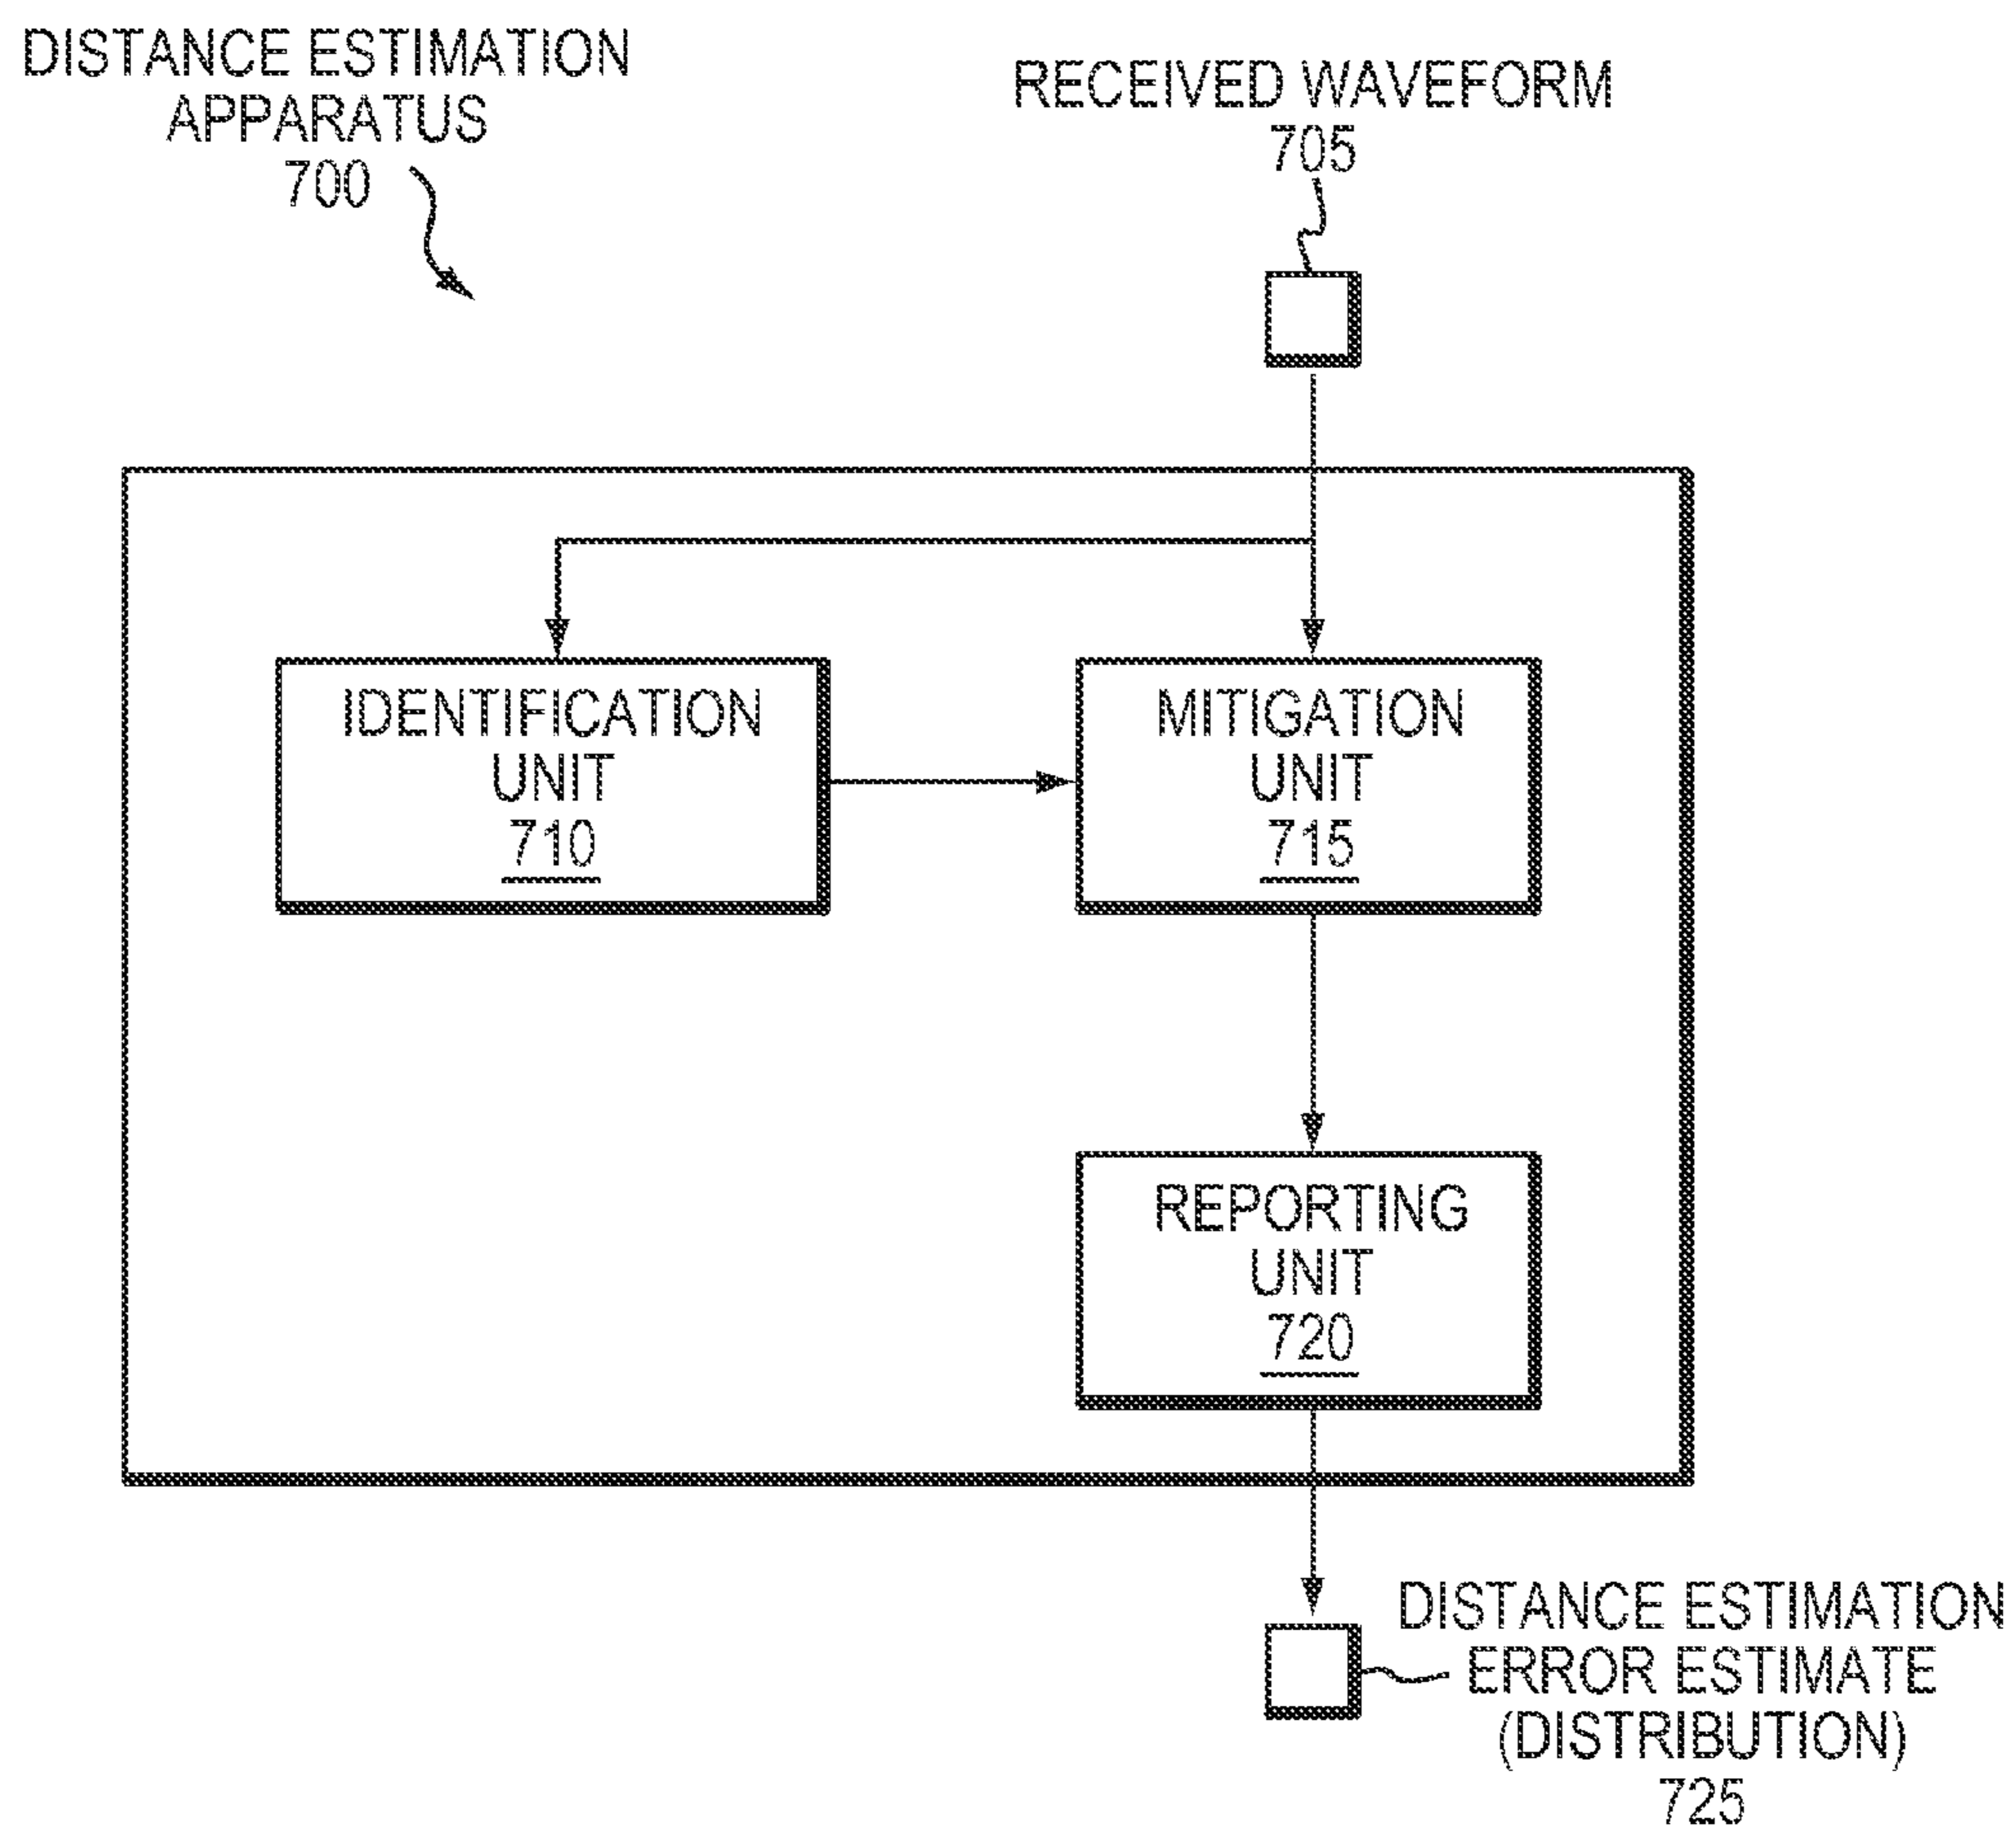 DISTANCE ESTIMATION
APPARATUS
700
RECEIVED WAVEFORM
705
IDENTIFICATION
UNIT
710
MITIGATION
UNIT
715
REPORTING
UNIT
720
DISTANCE ESTIMATION
ERROR ESTIMATE
(DISTRIBUTION)
725